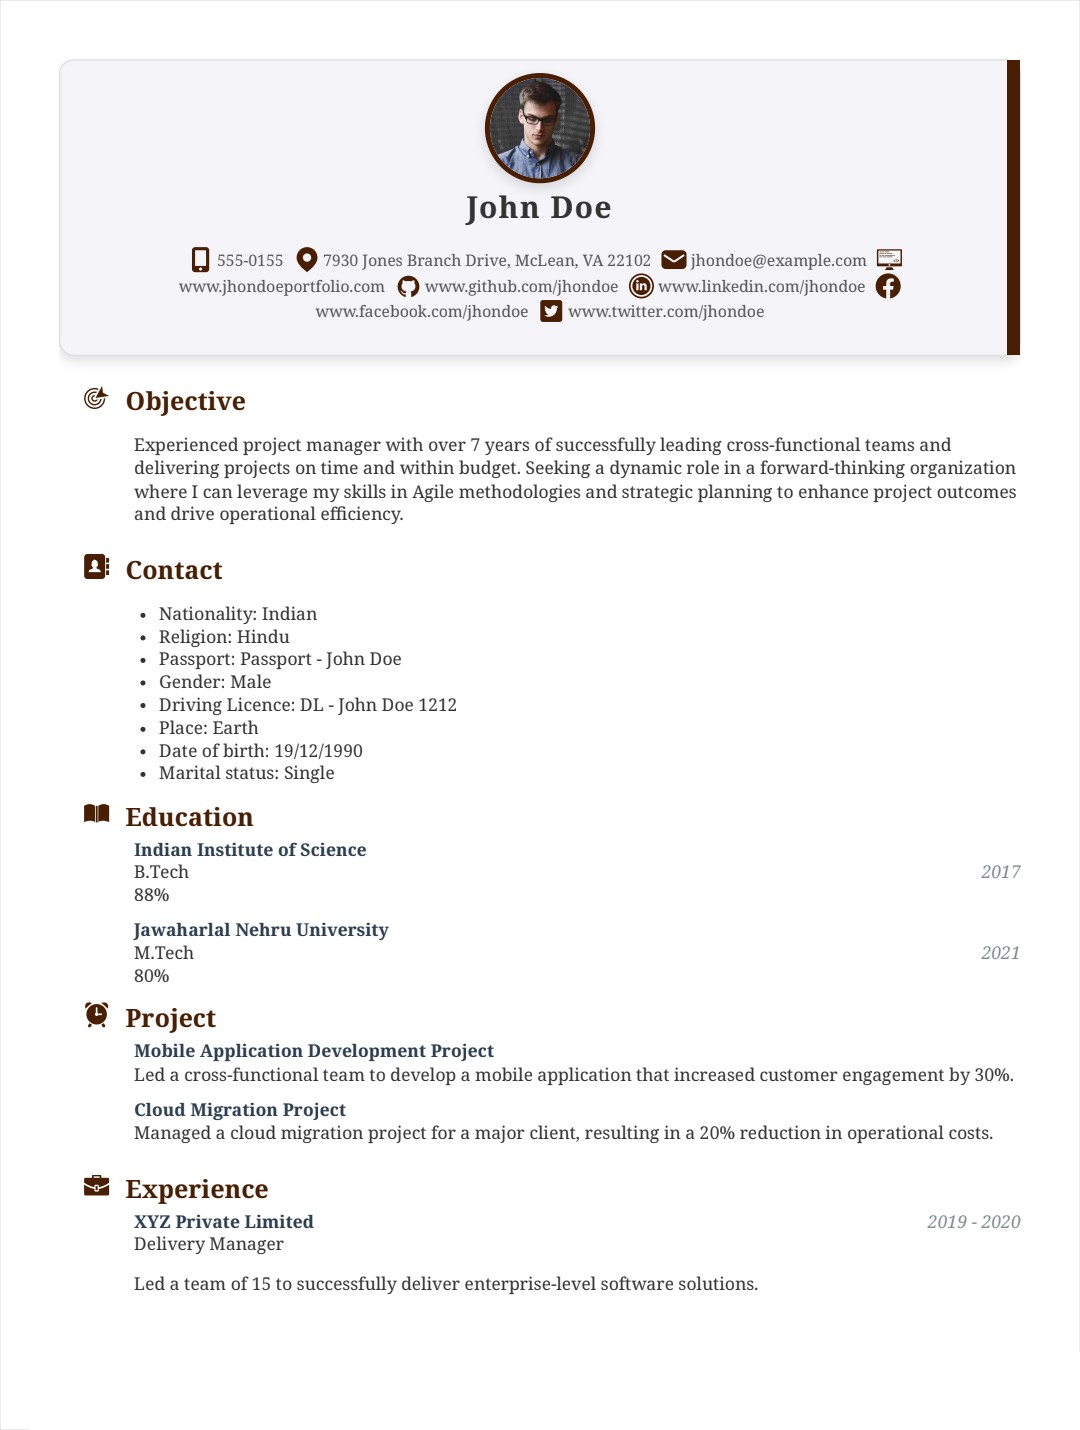 John Doe
555-0155 7930 Jones Branch Drive, McLean, VA 22102 jhondoe@example.com
www.jhondoeportfolio.com www.github.com/jhondoe www.linkedin.com/jhondoe
www.facebook.com/jhondoe www.twitter.com/jhondoe
Objective
Experienced project manager with over 7 years of successfully leading cross-functional teams and
delivering projects on time and within budget. Seeking a dynamic role in a forward-thinking organization
where I can leverage my skills in Agile methodologies and strategic planning to enhance project outcomes
and drive operational efficiency.
Contact
• Nationality: Indian
• Religion: Hindu
• Passport: Passport - John Doe
• Gender: Male
• Driving Licence: DL - John Doe 1212
• Place: Earth
• Date of birth: 19/12/1990
• Marital status: Single
Education
Indian Institute of Science
B.Tech 2017
88%
Jawaharlal Nehru University
M.Tech 2021
80%
Project
Mobile Application Development Project
Led a cross-functional team to develop a mobile application that increased customer engagement by 30%.
Cloud Migration Project
Managed a cloud migration project for a major client, resulting in a 20% reduction in operational costs.
Experience
XYZ Private Limited 2019 - 2020
Delivery Manager
Led a team of 15 to successfully deliver enterprise-level software solutions.